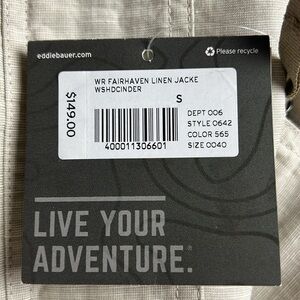 eddiebauer.com
Please recycle
WR FAIRHAVEN LINEN JACKE
WSHDCINDER
S
$149.00
DEPT 006
STYLE 0642
COLOR 565
SIZE 0040
400011306601
LIVE YOUR
ADVENTURE.®